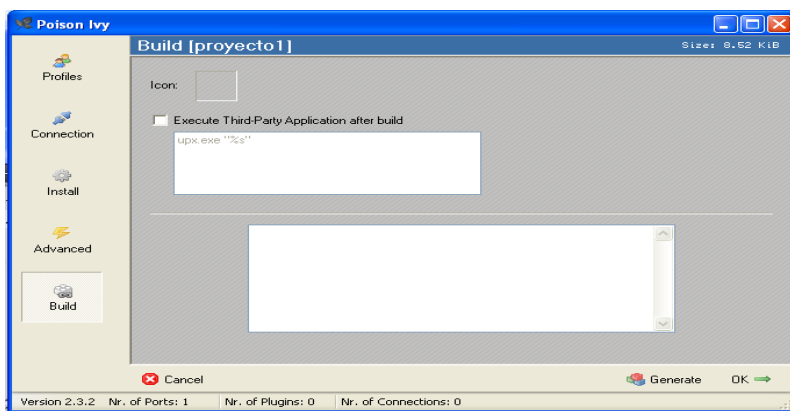 Poison Ivy
Build [proyecto1]
Size: 8.52 KiB
Profiles
Icon:
Execute Third-Party Application after build
upx.exe "%s"
Connection
Install
Advanced
Build
Cancel
Generate
OK
Version 2.3.2
Nr. of Ports: 1
Nr. of Plugins: 0
Nr. of Connections: 0